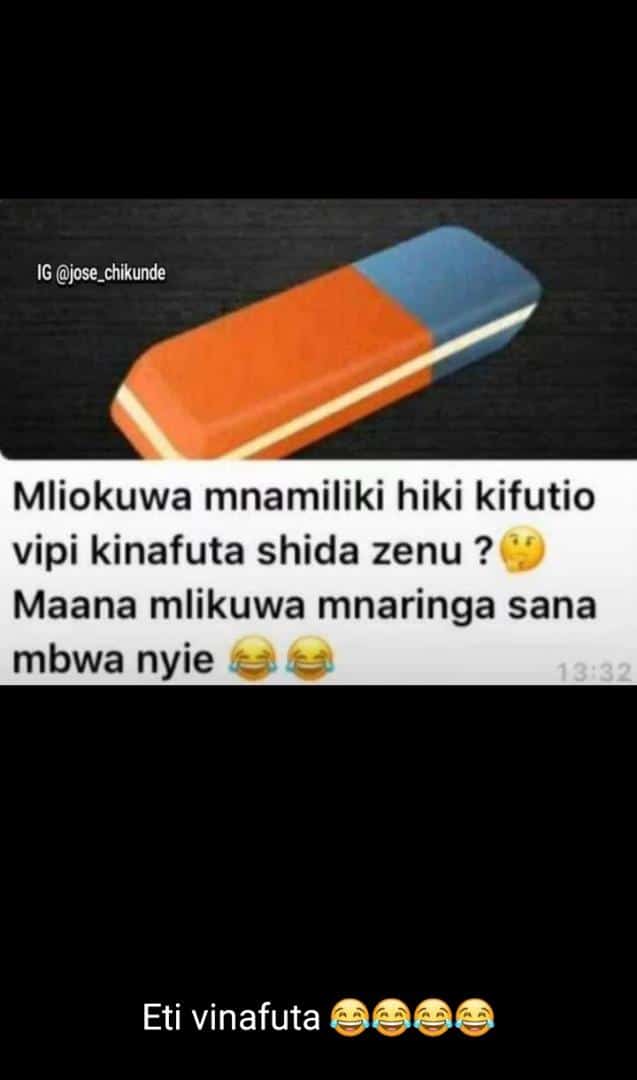 IG @jose_chikunde
Mliokuwa mnamiliki hiki kifutio
vipi kinafuta shida zenu ?🤔
Maana mlikuwa mnaringa sana
mbwa nyie 😂😂
13:32
Eti vinafuta 😂😂😂😂